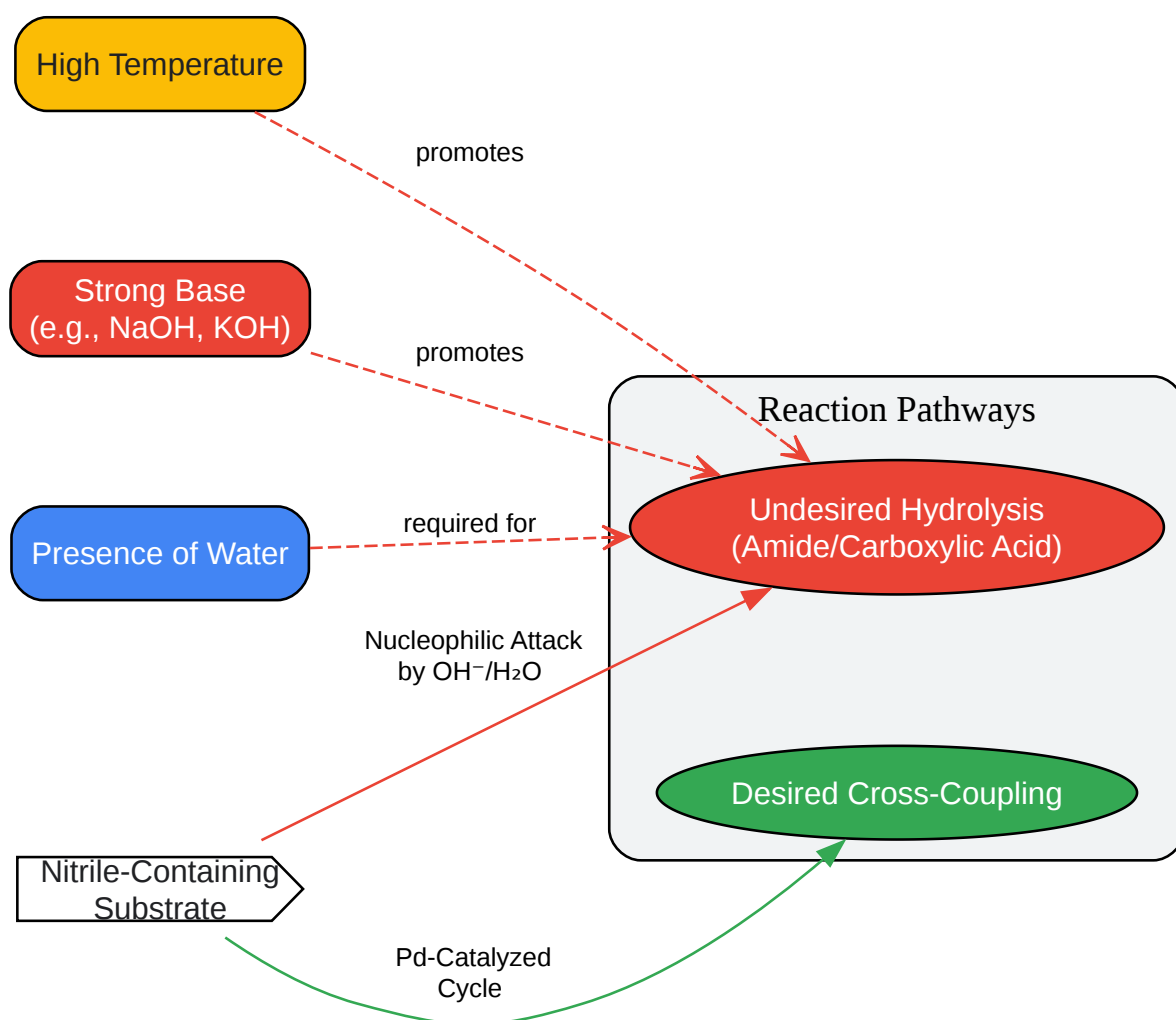 High Temperature
promotes
Strong Base
(e.g., NaOH, KOH)
promotes
Reaction Pathways
Undesired Hydrolysis
(Amide/Carboxylic Acid)
Presence of Water
required for
Nucleophilic Attack
by OH⁻/H₂O
Desired Cross-Coupling
Nitrile-Containing
Substrate
Pd-Catalyzed
Cycle